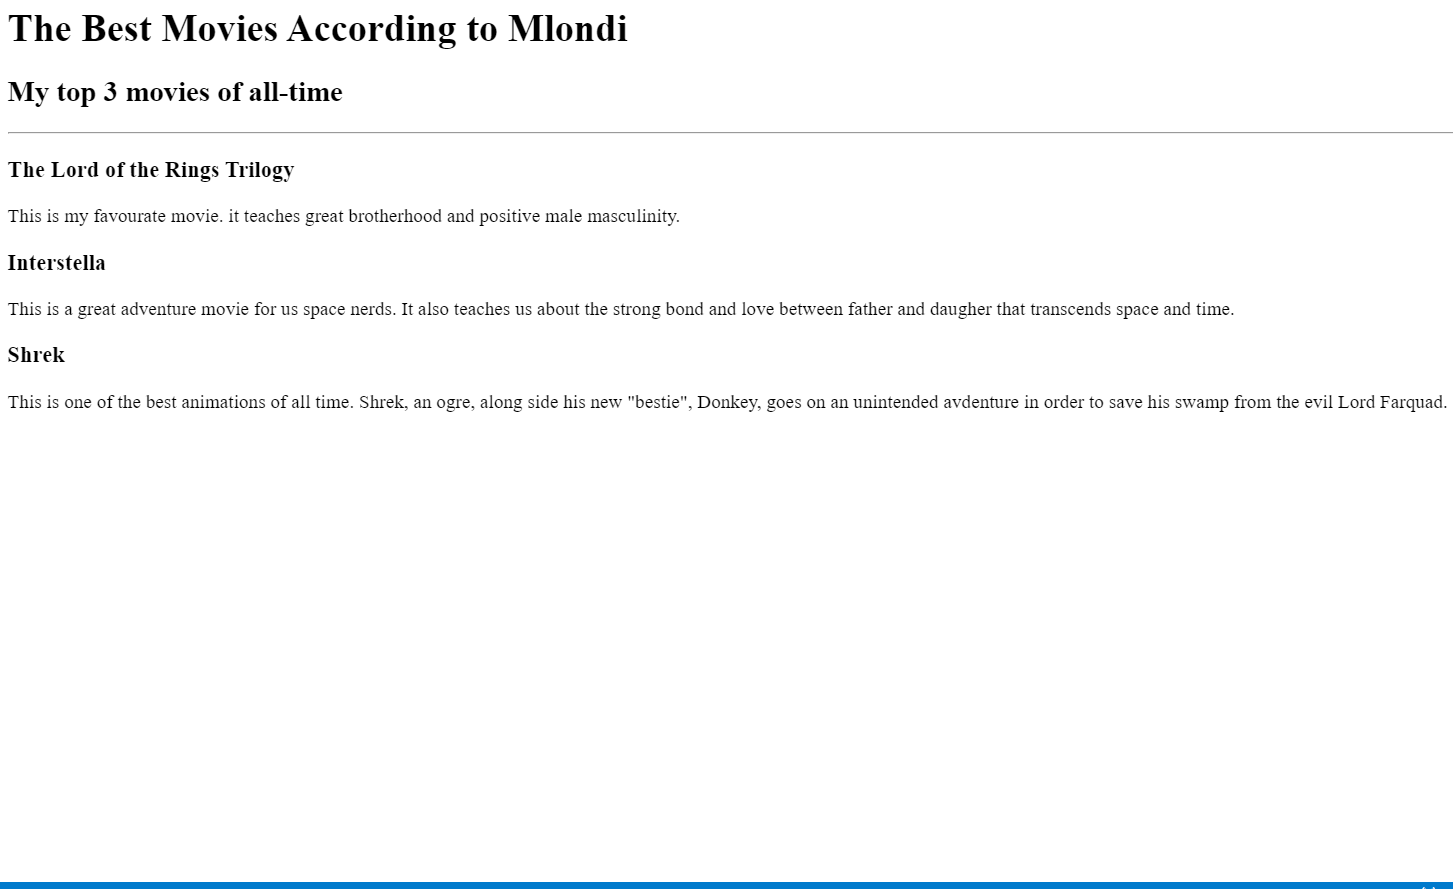 The Best Movies According to Mlondi
My top 3 movies of all-time
The Lord of the Rings Trilogy
This is my favourate movie. it teaches great brotherhood and positive male masculinity.
Interstella
This is a great adventure movie for us space nerds. It also teaches us about the strong bond and love between father and daugher that transcends space and time.
Shrek
This is one of the best animations of all time. Shrek, an ogre, along side his new "bestie", Donkey, goes on an unintended avdenture in order to save his swamp from the evil Lord Farquad.